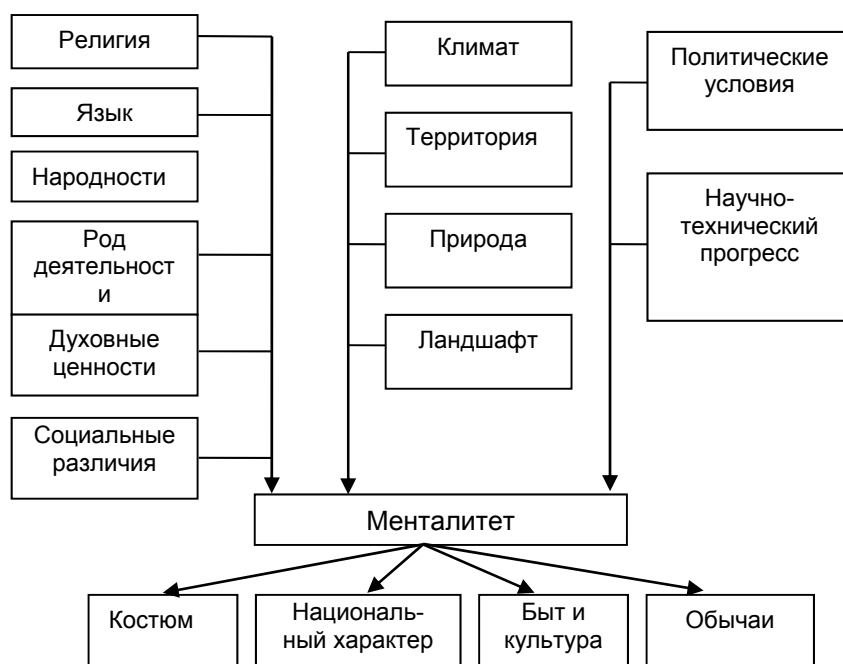 Религия
Язык
Народности
Род
деятельност
и
Духовные
ценности
Социальные
различия
Климат
Территория
Природа
Ландшафт
Политические
условия
Научно-
технический
прогресс
Менталитет
Костюм
Националь-
ный характер
Быт и
культура
Обычаи